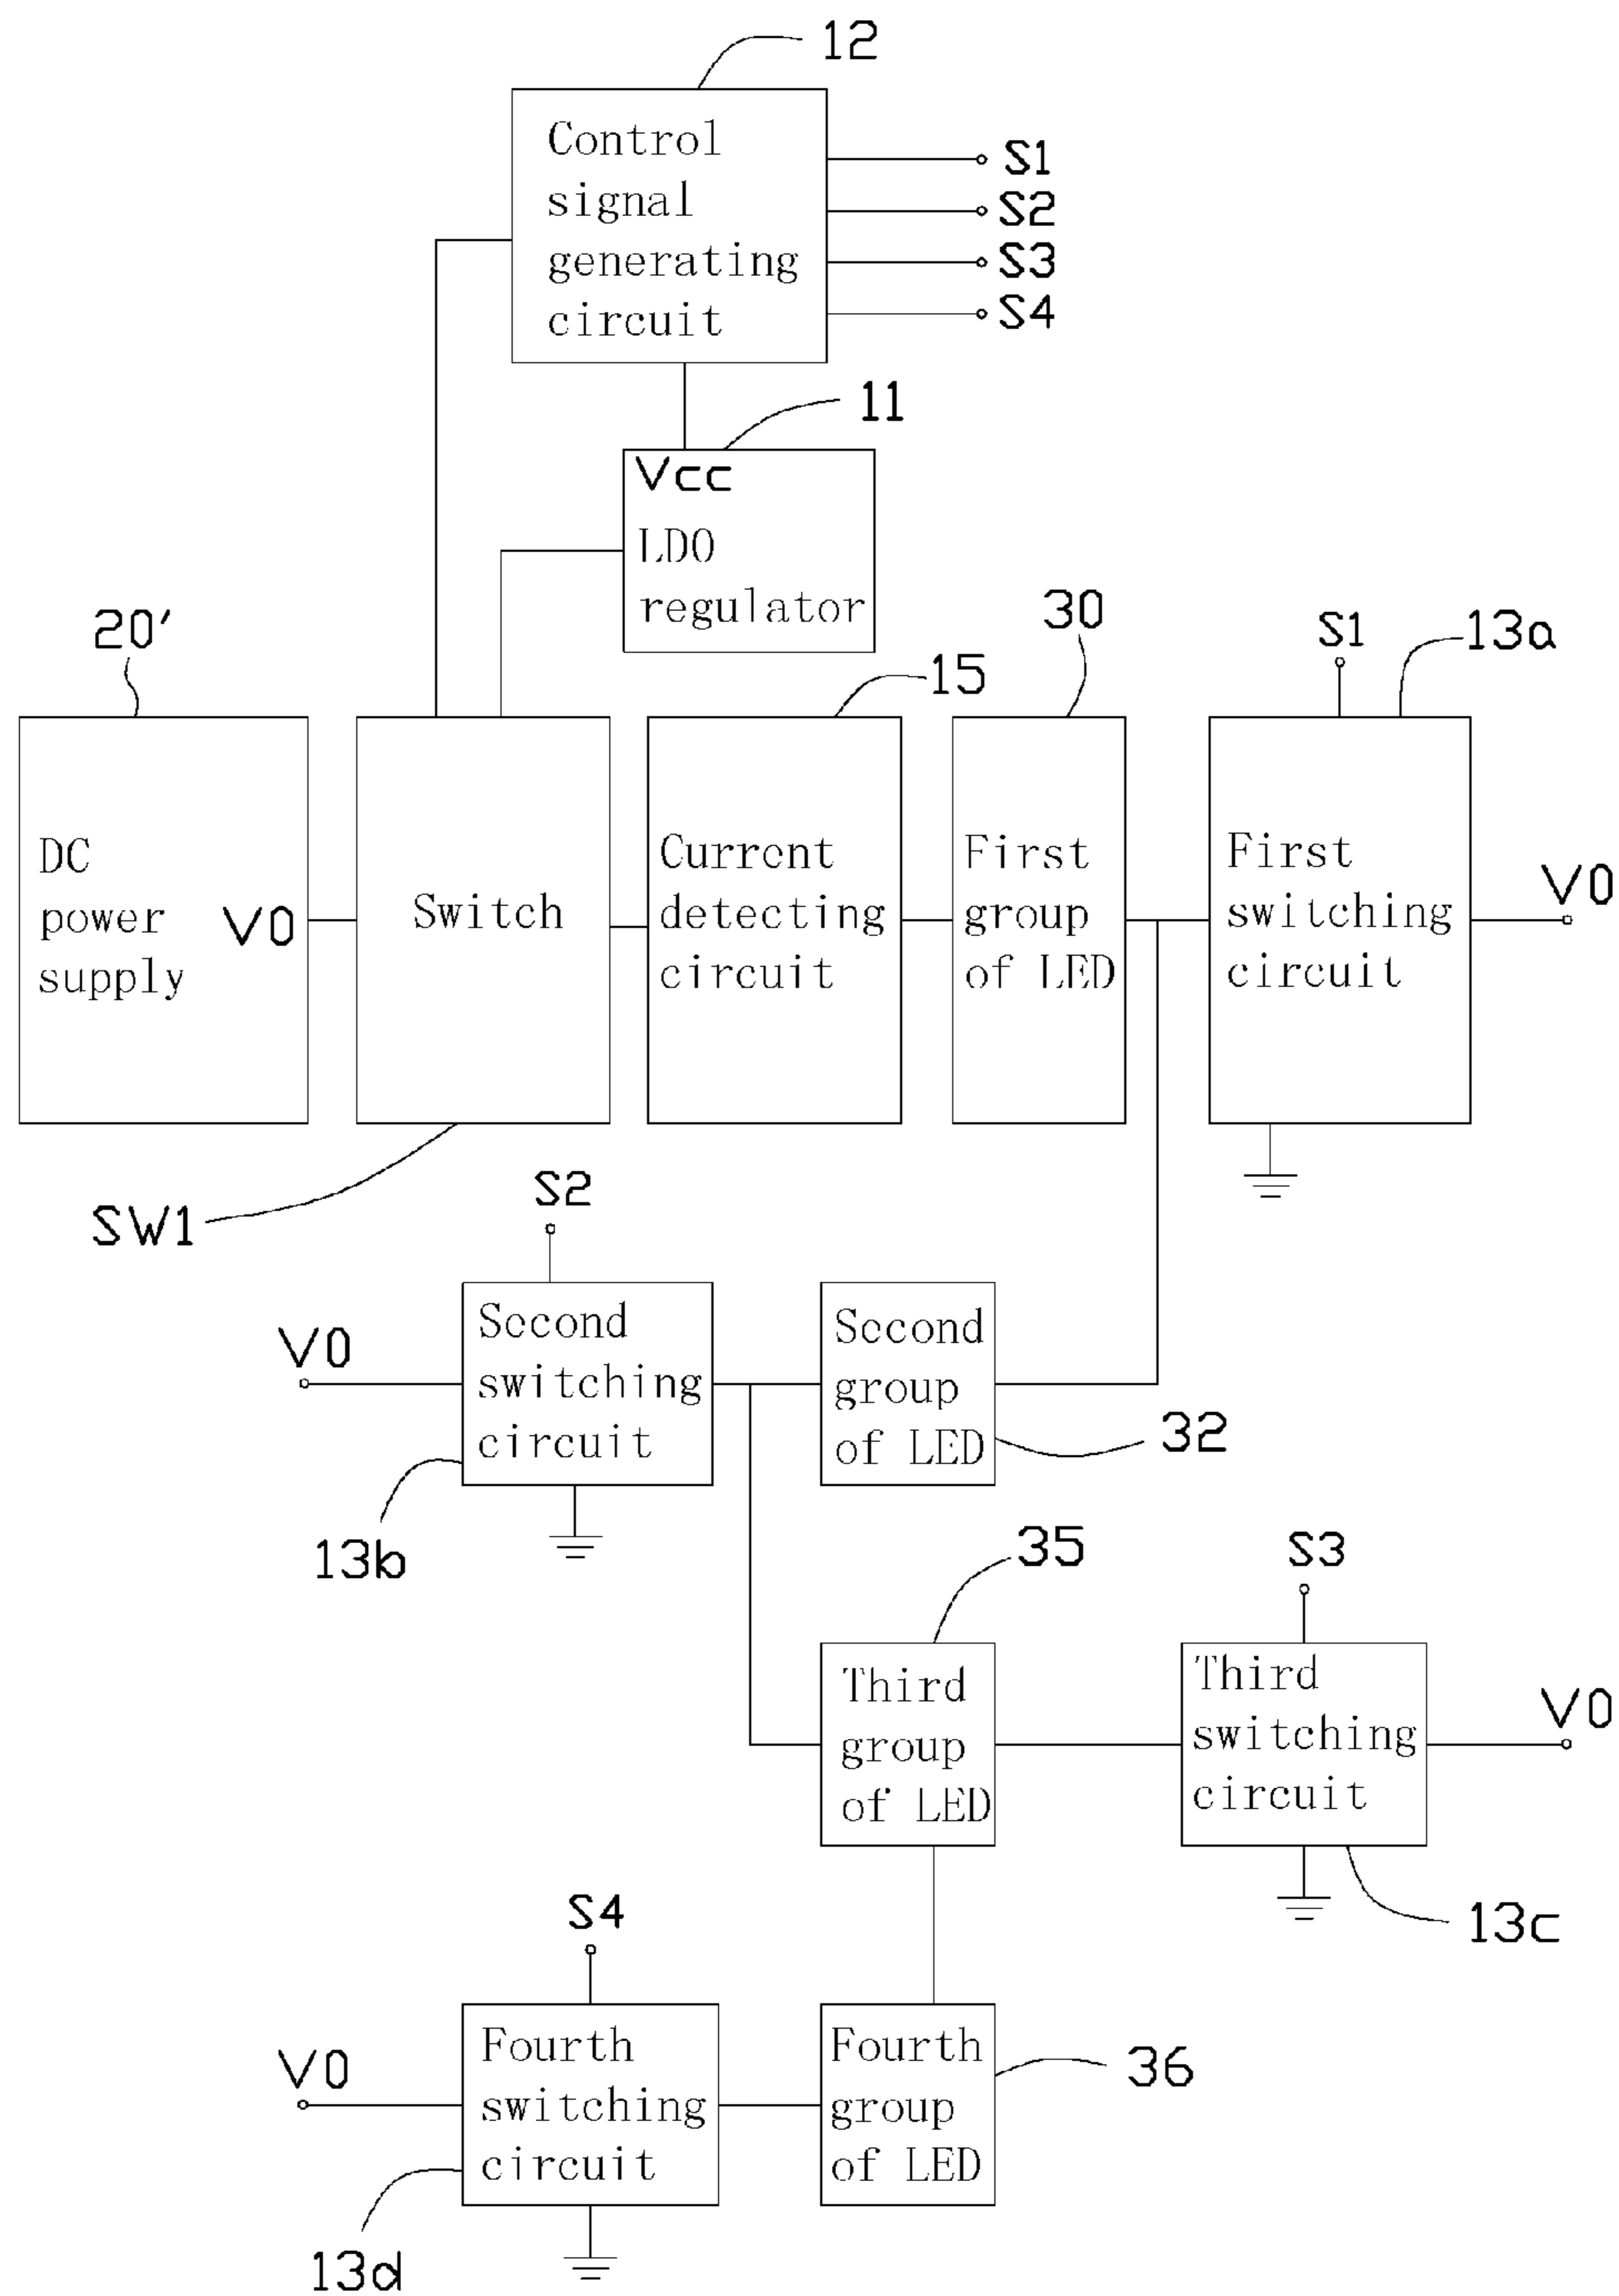 12
Control
signal
generating
circuit
S1
S2
S3
S4
11
Vcc
LDO
regulator
20'
DC
power
supply
V0
Switch
SW1
15
Current
detecting
circuit
30
First
group
of LED
S1
13a
First
switching
circuit
V0
S2
V0
Second
switching
circuit
13b
Second
group
of LED
32
35
Third
group
of LED
S3
Third
switching
circuit
V0
13c
S4
V0
Fourth
switching
circuit
13d
Fourth
group
of LED
36